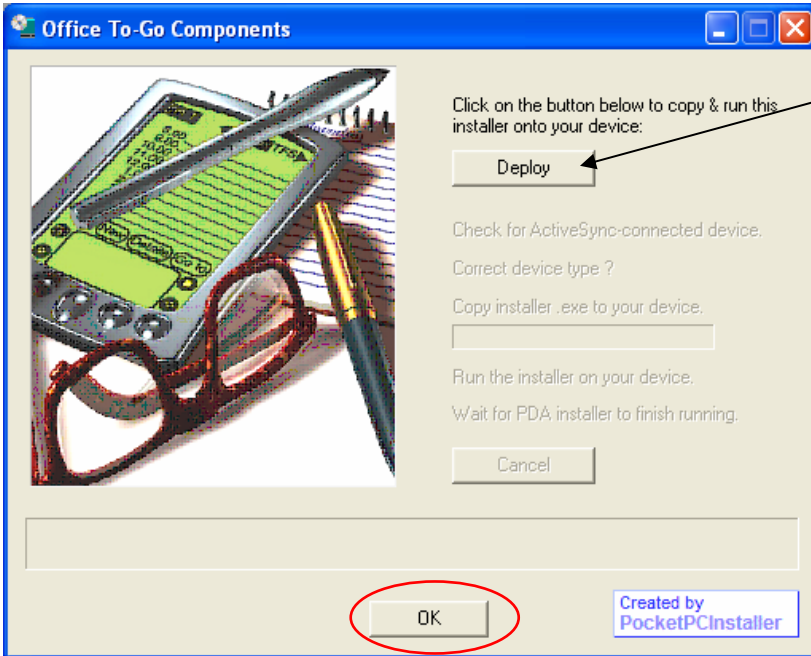 Office To-Go Components
Click on the button below to copy & run this
installer onto your device:
Deploy
Check for ActiveSync-connected device.
Correct device type ?
Copy installer .exe to your device.
Run the installer on your device.
Wait for PDA installer to finish running.
Cancel
OK
Created by
PocketPCInstaller